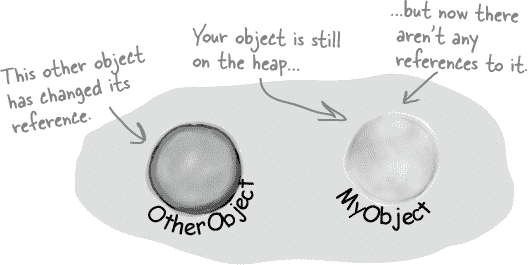 This other object
has changed its
reference.
Your object is still
on the heap...
...but now there
aren't any
references to it.
OtherObject
MyObject